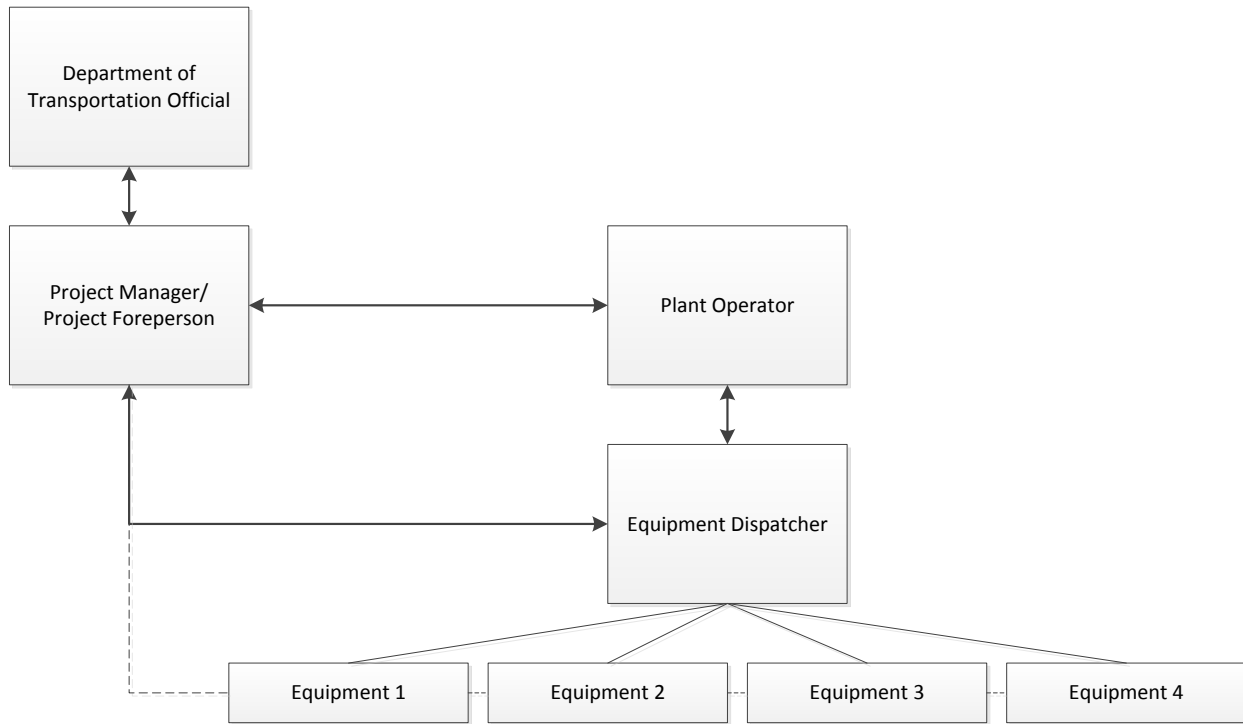 Department of
Transportation Official
Project Manager/
Project Foreperson
Plant Operator
Equipment Dispatcher
Equipment 1
Equipment 2
Equipment 3
Equipment 4